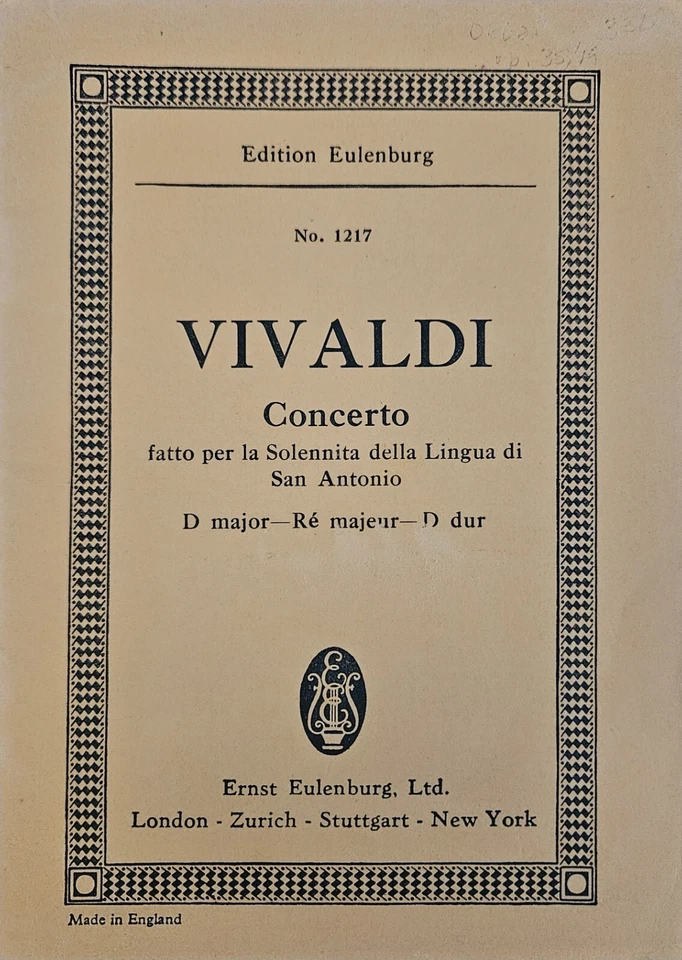 Edition Eulenburg
No. 1217
VIVALDI
Concerto
fatto per la Solennita della Lingua di
San Antonio
D major—Ré majeur—D dur
Ernst Eulenburg, Ltd.
London - Zurich - Stuttgart - New York
Made in England